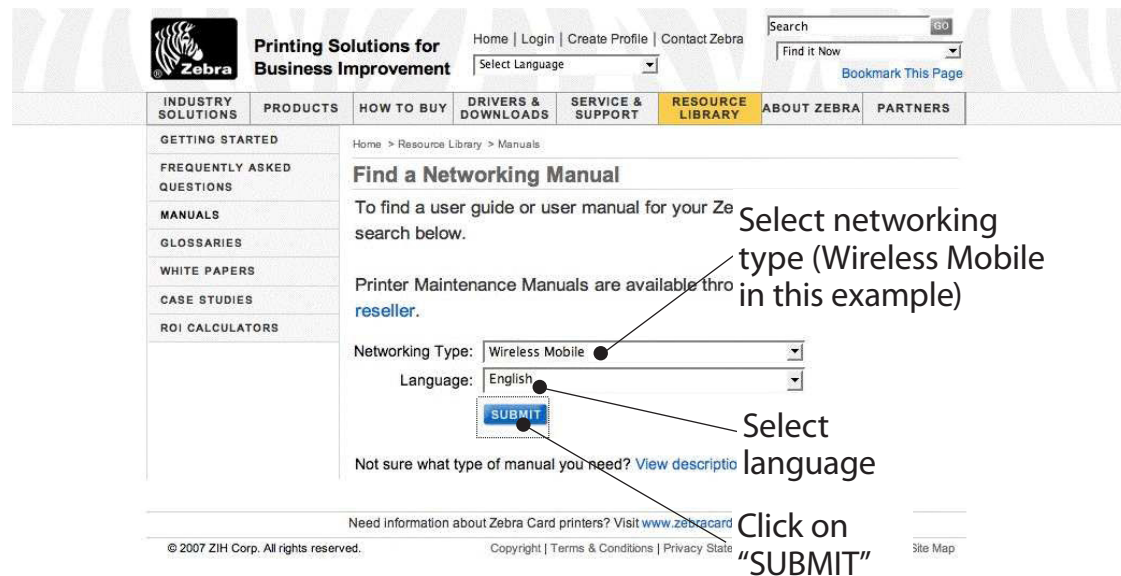 Zebra
®
Printing Solutions for
Business Improvement
Home | Login | Create Profile | Contact Zebra
Select Language
Search GO
Find it Now
Bookmark This Page
INDUSTRY SOLUTIONS
PRODUCTS
HOW TO BUY
DRIVERS & DOWNLOADS
SERVICE & SUPPORT
RESOURCE LIBRARY
ABOUT ZEBRA
PARTNERS
GETTING STARTED
FREQUENTLY ASKED
QUESTIONS
MANUALS
GLOSSARIES
WHITE PAPERS
CASE STUDIES
ROI CALCULATORS
Home > Resource Library > Manuals
Find a Networking Manual
To find a user guide or user manual for your Ze
search below.
Printer Maintenance Manuals are available thro
reseller.
Networking Type: Wireless Mobile
Language: English
SUBMIT
Not sure what type of manual you need? View descriptio
Select networking
type (Wireless Mobile
in this example)
Select
language
Click on
“SUBMIT”
Need information about Zebra Card printers? Visit www.zebracard
© 2007 ZIH Corp. All rights reserved.
Copyright | Terms & Conditions | Privacy State
Site Map